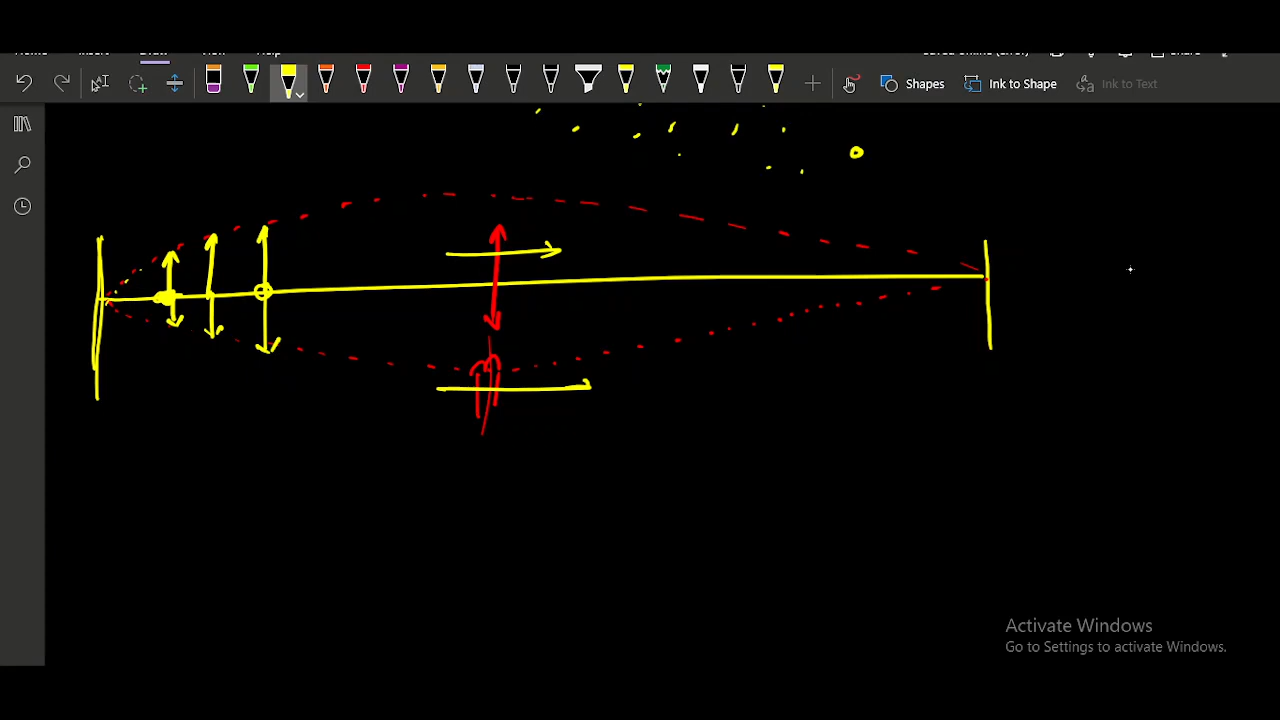 Shapes
Ink to Shape
Ink to Text
Activate Windows
Go to Settings to activate Windows.